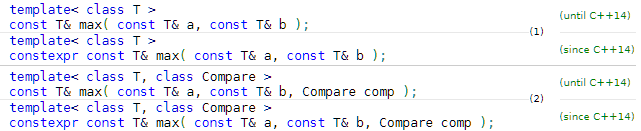 template< class T >
const T& max( const T& a, const T& b );
(until C++14)
(1)
template< class T >
constexpr const T& max( const T& a, const T& b );
(since C++14)
template< class T, class Compare >
const T& max( const T& a, const T& b, Compare comp );
(until C++14)
(2)
template< class T, class Compare >
constexpr const T& max( const T& a, const T& b, Compare comp );
(since C++14)